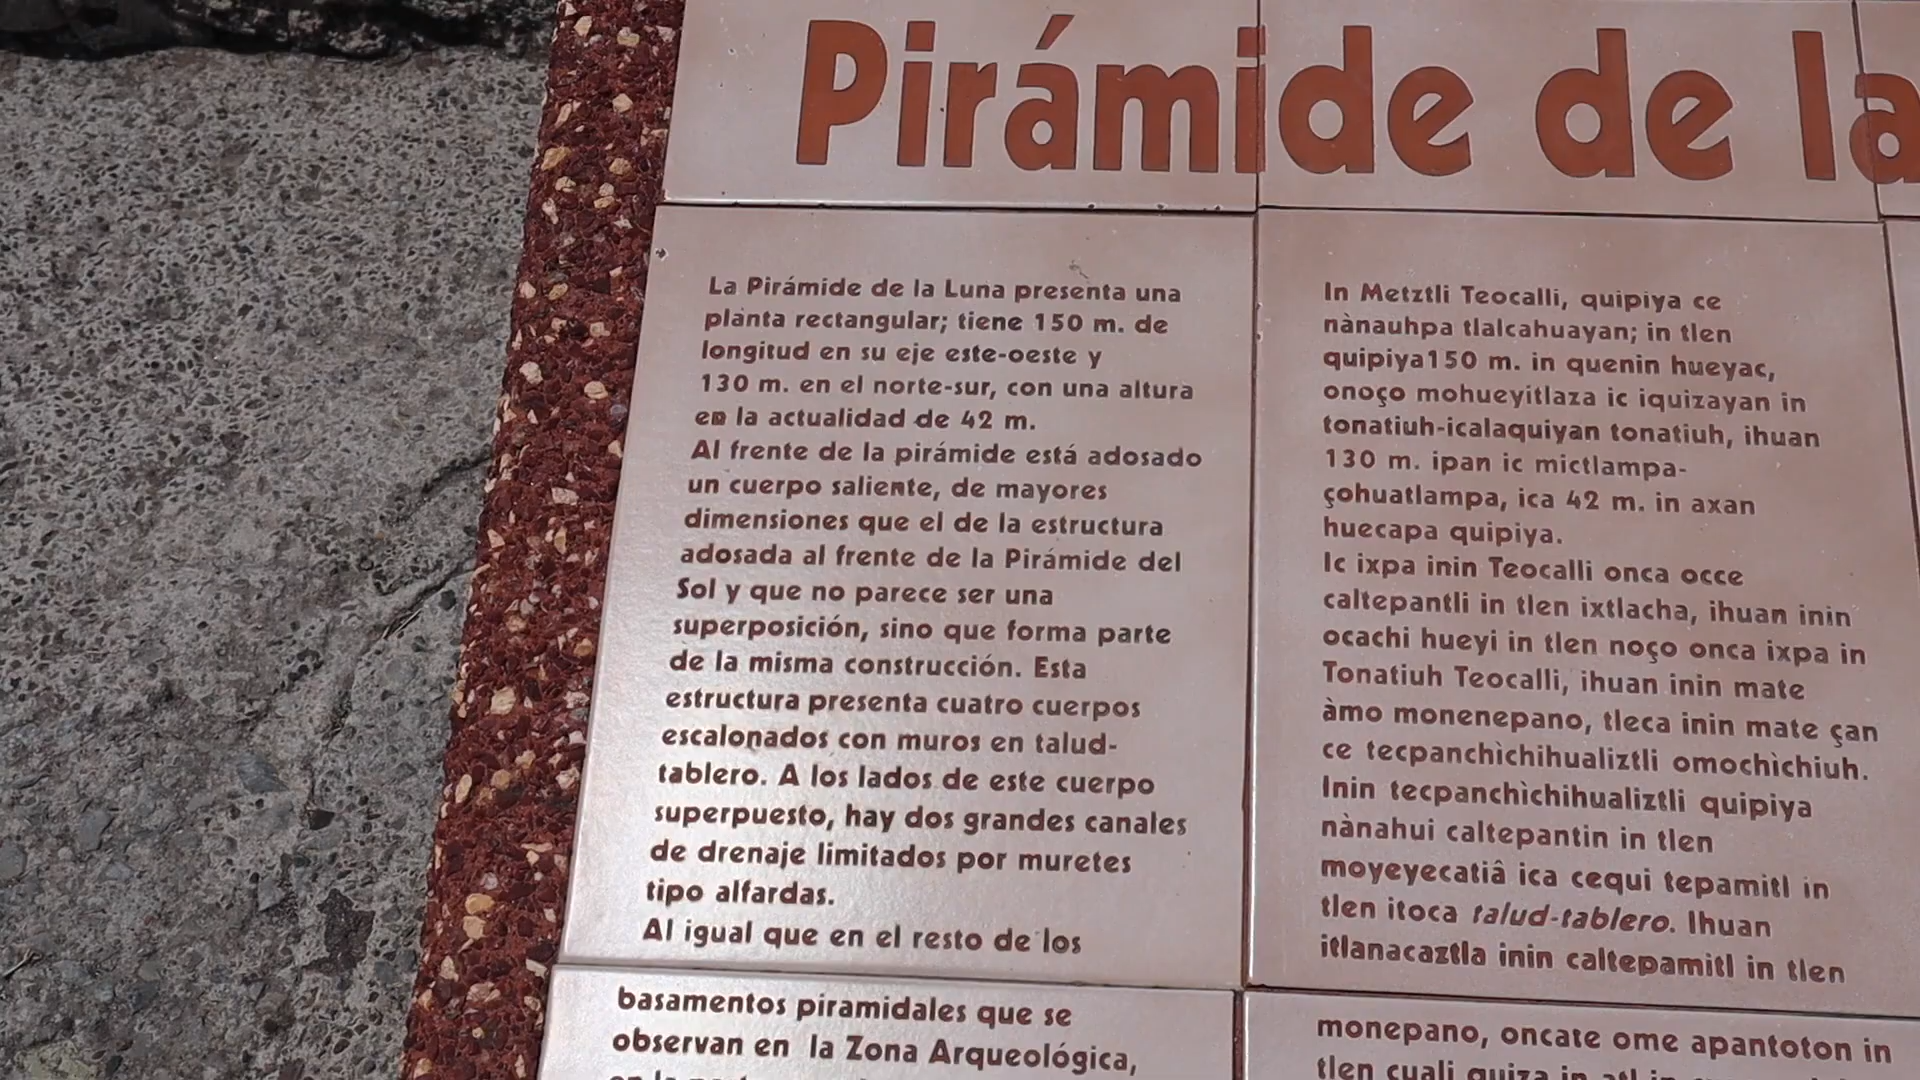 Pirámide de la
La Pirámide de la Luna presenta una
planta rectangular; tiene 150 m. de
longitud en su eje este-oeste y
130 m. en el norte-sur, con una altura
en la actualidad de 42 m.
Al frente de la pirámide está adosado
un cuerpo saliente, de mayores
dimensiones que el de la estructura
adosada al frente de la Pirámide del
Sol y que no parece ser una
superposición, sino que forma parte
de la misma construcción. Esta
estructura presenta cuatro cuerpos
escalonados con muros en talud-
tablero. A los lados de este cuerpo
superpuesto, hay dos grandes canales
de drenaje limitados por muretes
tipo alfardas.
Al igual que en el resto de los
basamentos piramidales que se
observan en la Zona Arqueológica,
In Metztli Teocalli, quipiya ce
nànauhpa tlalcahuayan; in tlen
quipiya150 m. in quenin hueyac,
onoço mohueyitlaza ic iquizayan in
tonatiuh-icalaquiyan tonatiuh, ihuan
130 m. ipan ic mictlampa-
çohuatlampa, ica 42 m. in axan
huecapa quipiya.
Ic ixpa inin Teocalli onca occe
caltepantli in tlen ixtlacha, ihuan inin
ocachi hueyi in tlen noço onca ixpa in
Tonatiuh Teocalli, ihuan inin mate
àmo monenepano, tleca inin mate çan
ce tecpanchìchihualiztli omochìchiuh.
Inin tecpanchìchihualiztli quipiya
nànahui caltepantin in tlen
moyeyecatiâ ica cequi tepamitl in
tlen itoca talud-tablero. Ihuan
itlanacaztla inin caltepamitl in tlen
monepano, oncate ome apantoton in
tlen cuali quiza in atl in